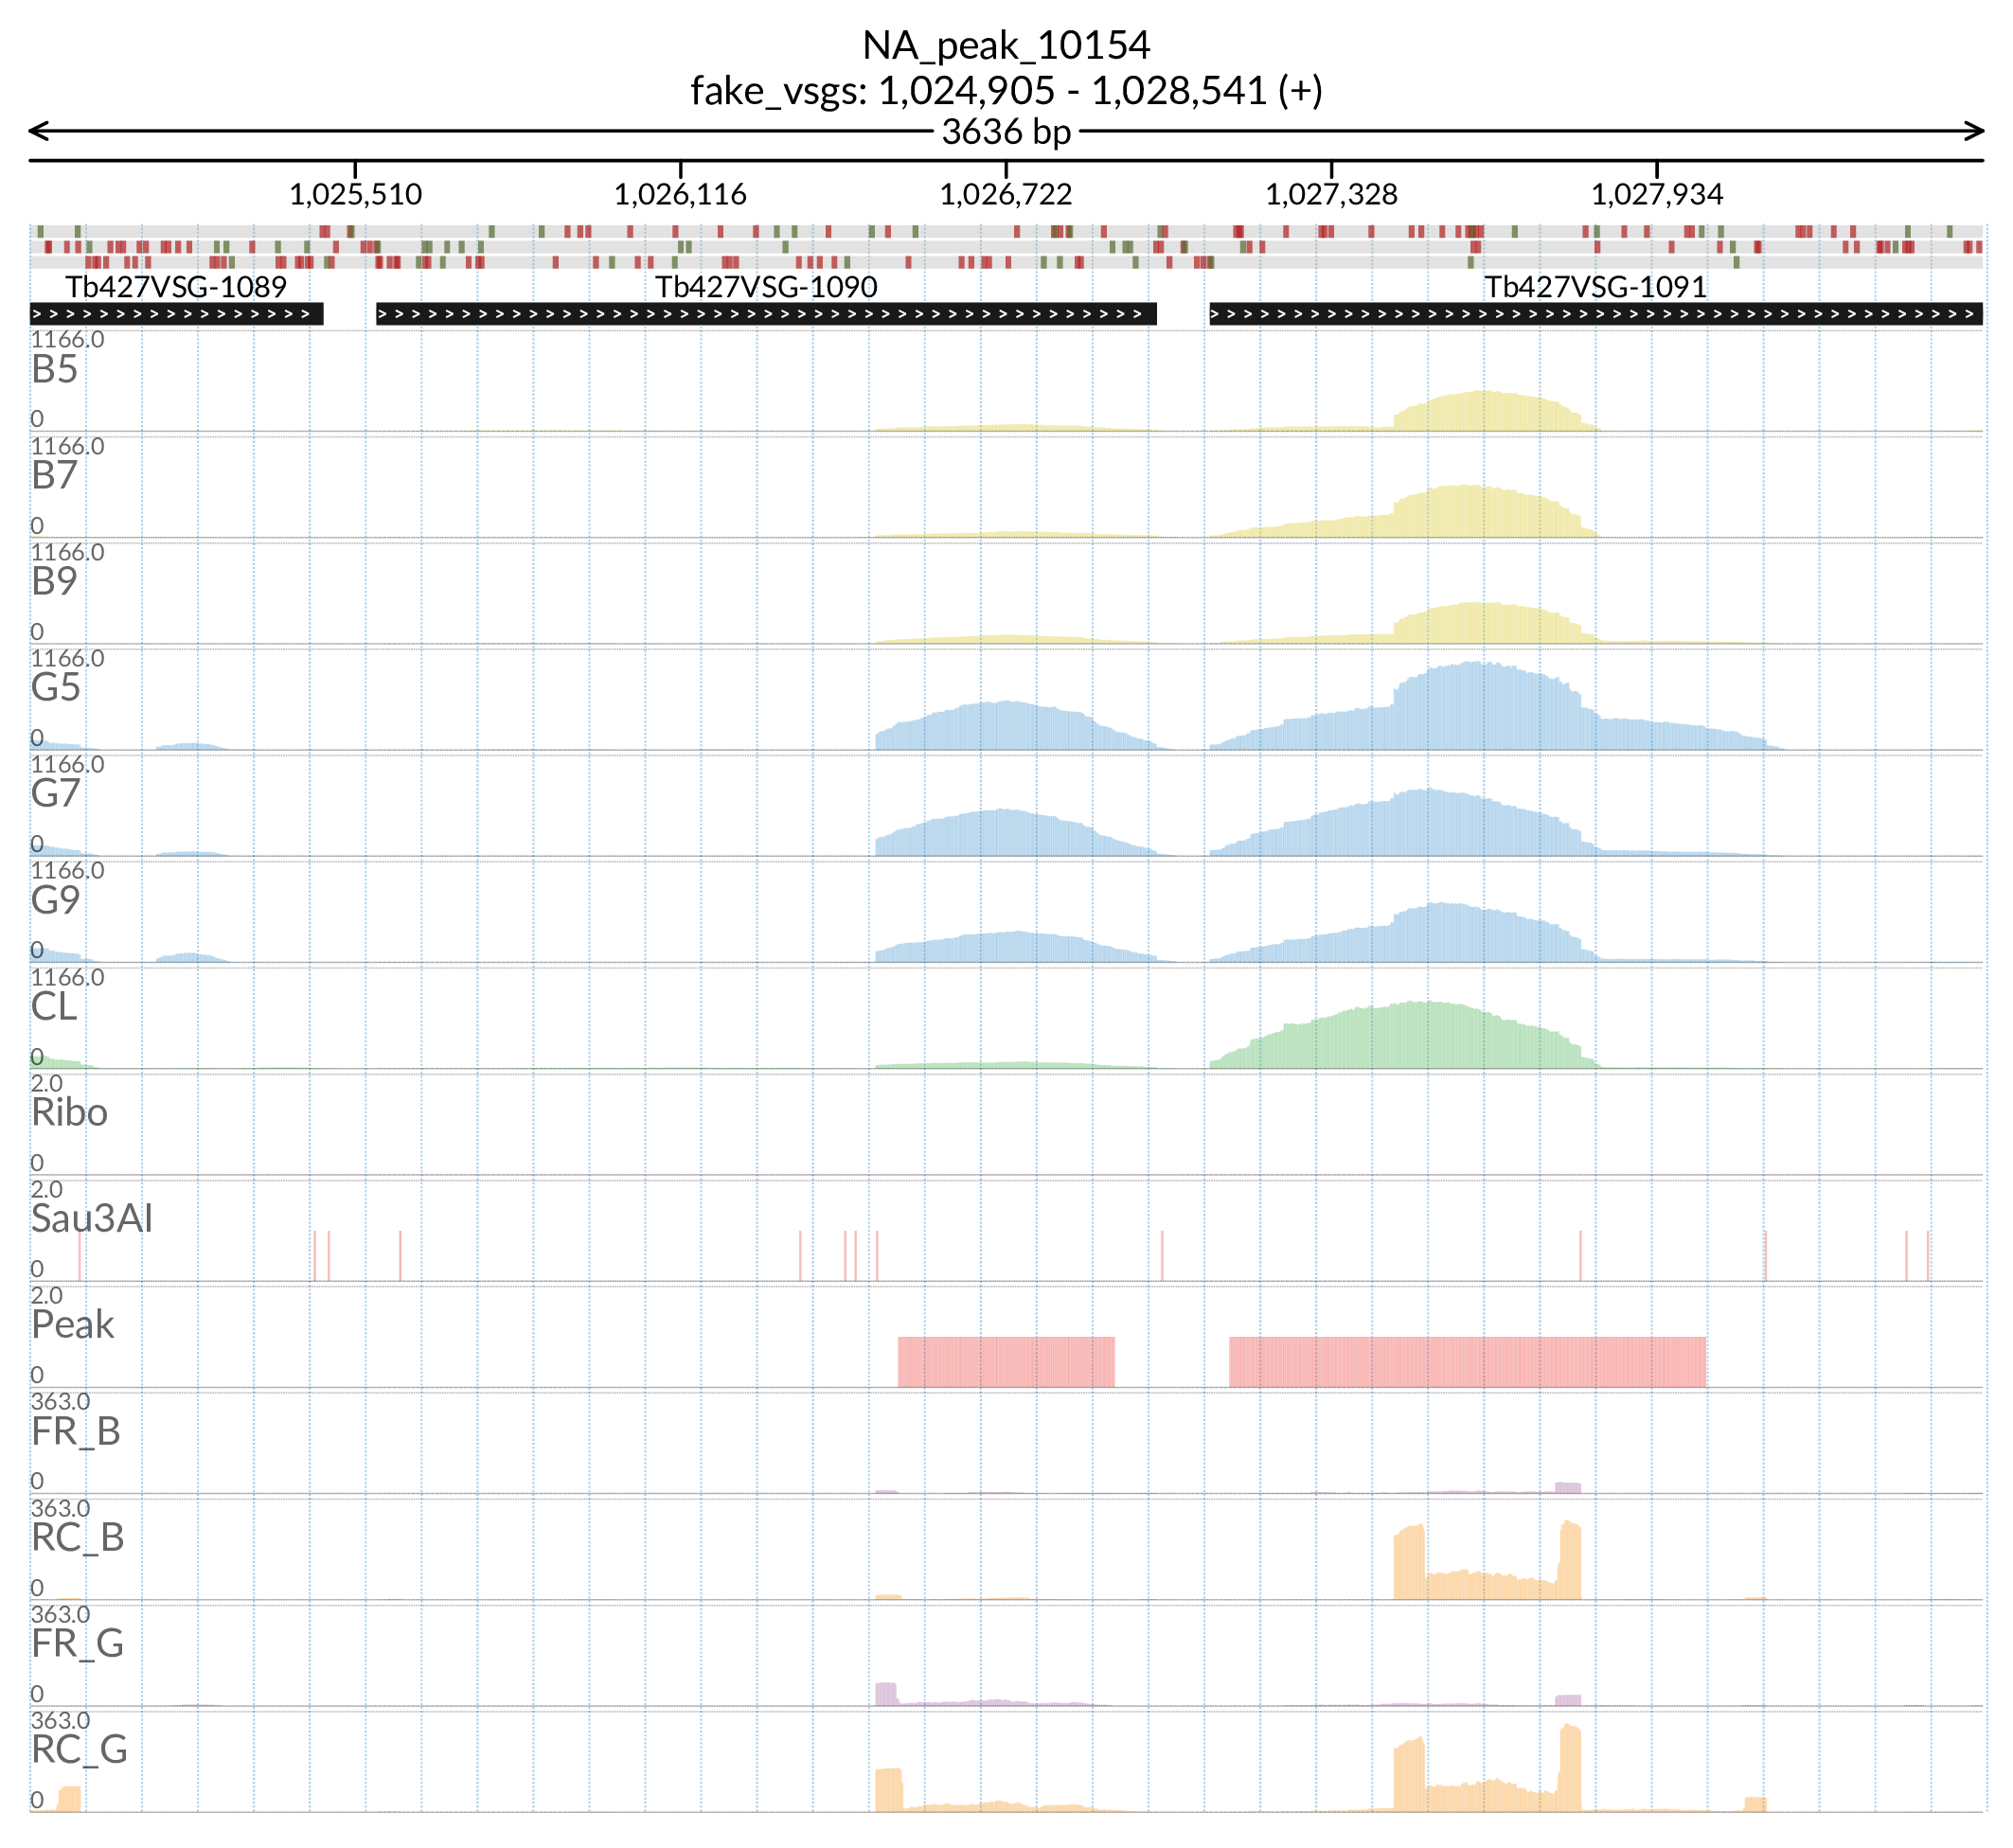 NA_peak_10154
fake_vsgs: 1,024,905 - 1,028,541 (+)
3636 bp
1,025,510 1,026,116 1,026,722 1,027,328 1,027,934
Tb427VSG-1089 Tb427VSG-1090 Tb427VSG-1091
1166.0
B5
0
1166.0
B7
0
1166.0
B9
0
1166.0
G5
0
1166.0
G7
0
1166.0
G9
0
1166.0
CL
0
2.0
Ribo
0
2.0
Sau3AI
0
2.0
Peak
0
363.0
FR_B
0
363.0
RC_B
0
363.0
FR_G
0
363.0
RC_G
0